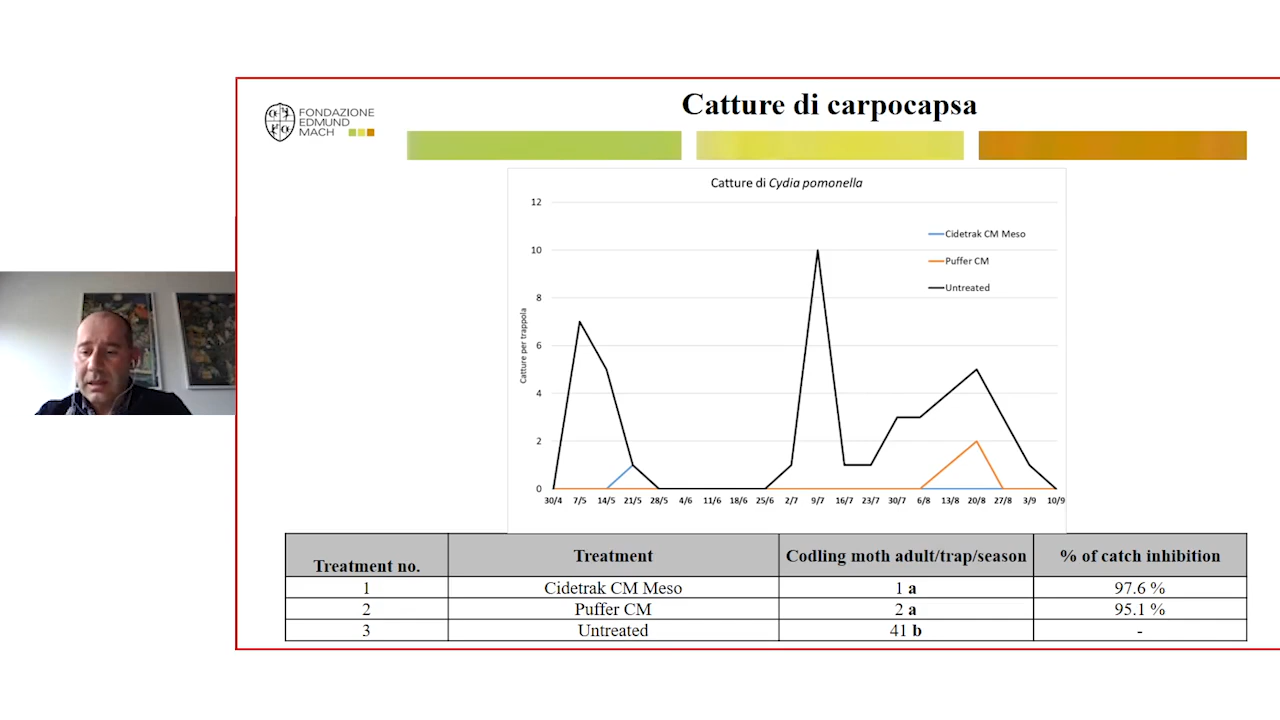 FONDAZIONE
EDMUND
MACH
Catture di carpocapsa
Catture di Cydia pomonella
Catture per trappola
12
10
8
6
4
2
0
Cidetrak CM Meso
Puffer CM
Untreated
30/4 7/5 14/5 21/5 28/5 4/6 11/6 18/6 25/6 2/7 9/7 16/7 23/7 30/7 6/8 13/8 20/8 27/8 3/9 10/9
Treatment no. Treatment Codling moth adult/trap/season % of catch inhibition
1 Cidetrak CM Meso 1 a 97.6 %
2 Puffer CM 2 a 95.1 %
3 Untreated 41 b -